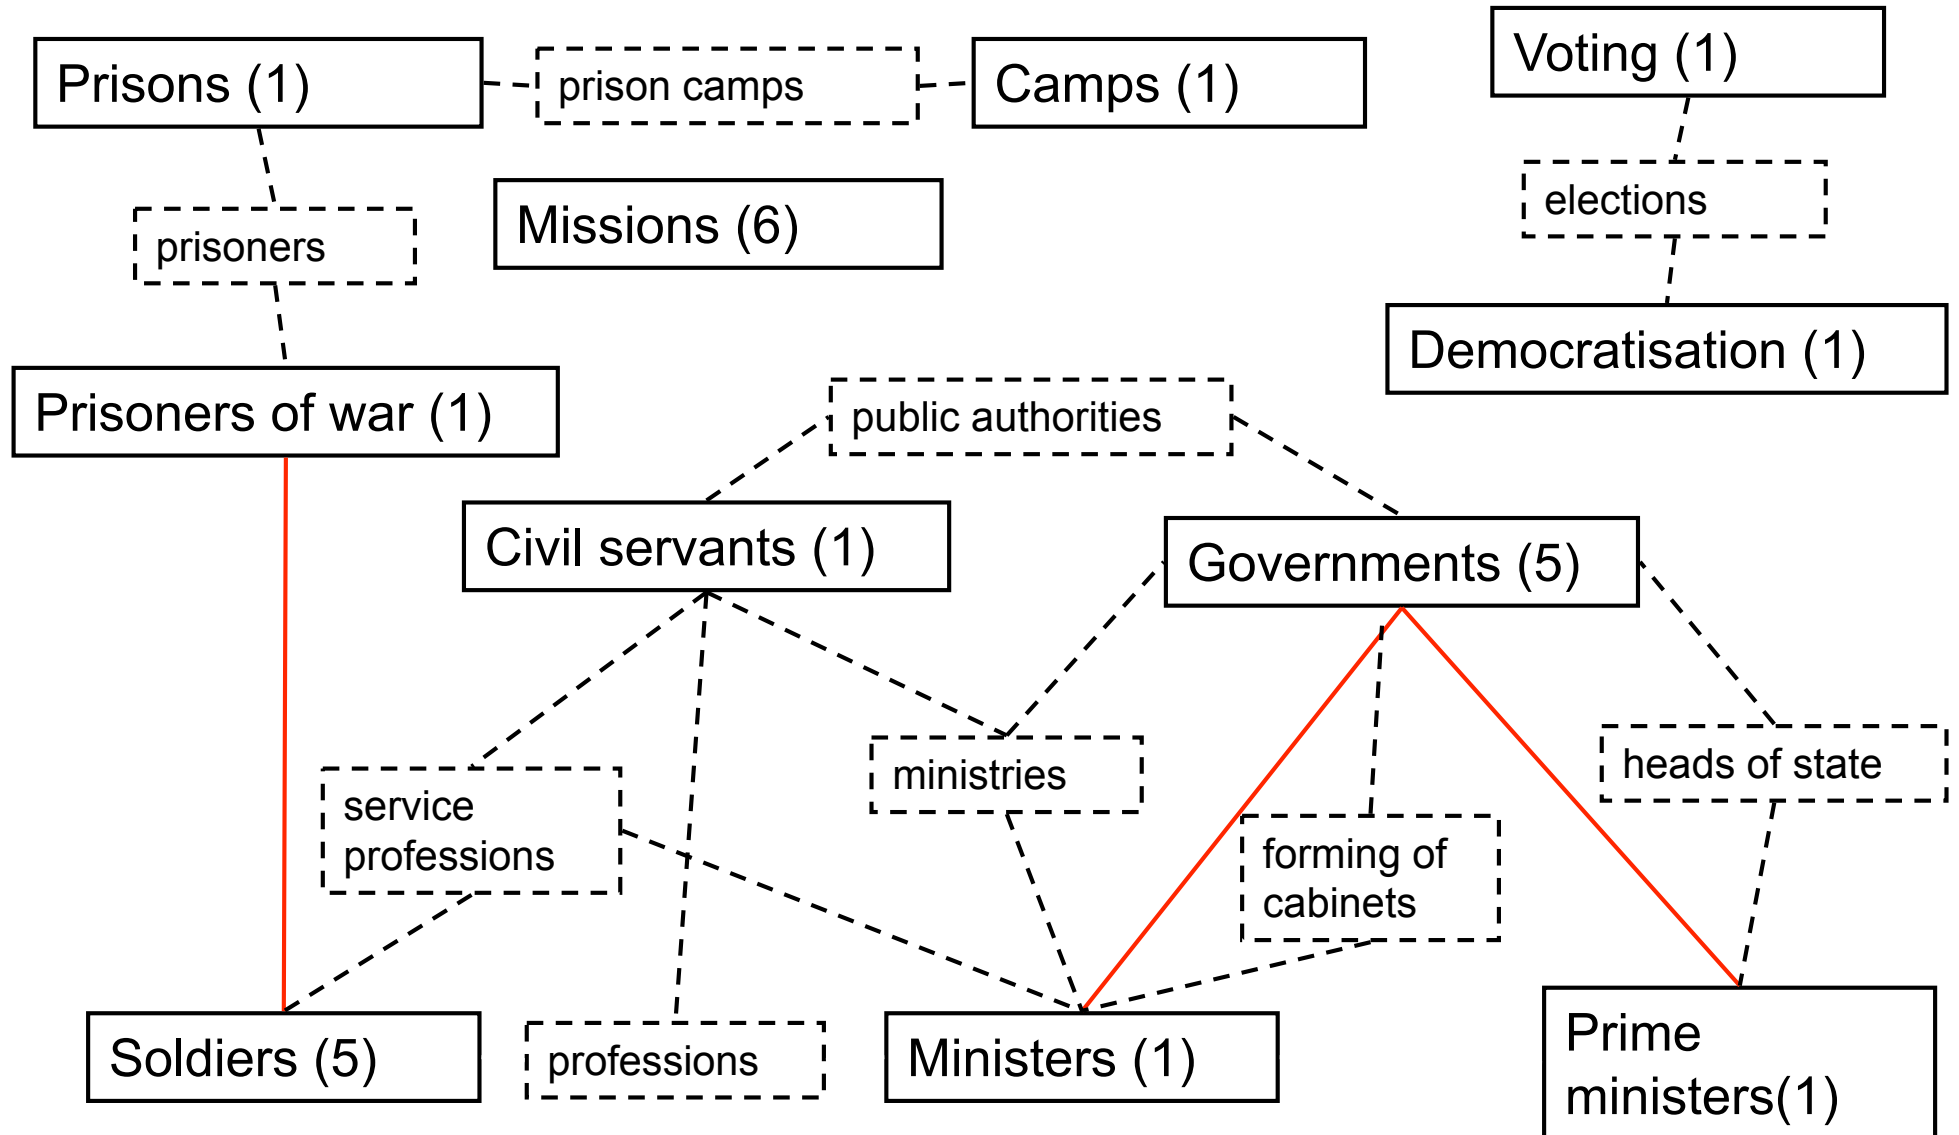 Prisons (1)
prison camps
Camps (1)
Voting (1)
Missions (6)
elections
prisoners
Democratisation (1)
Prisoners of war (1)
public authorities
Civil servants (1)
Governments (5)
ministries
heads of state
service
professions
forming of
cabinets
Soldiers (5)
professions
Ministers (1)
Prime
ministers(1)